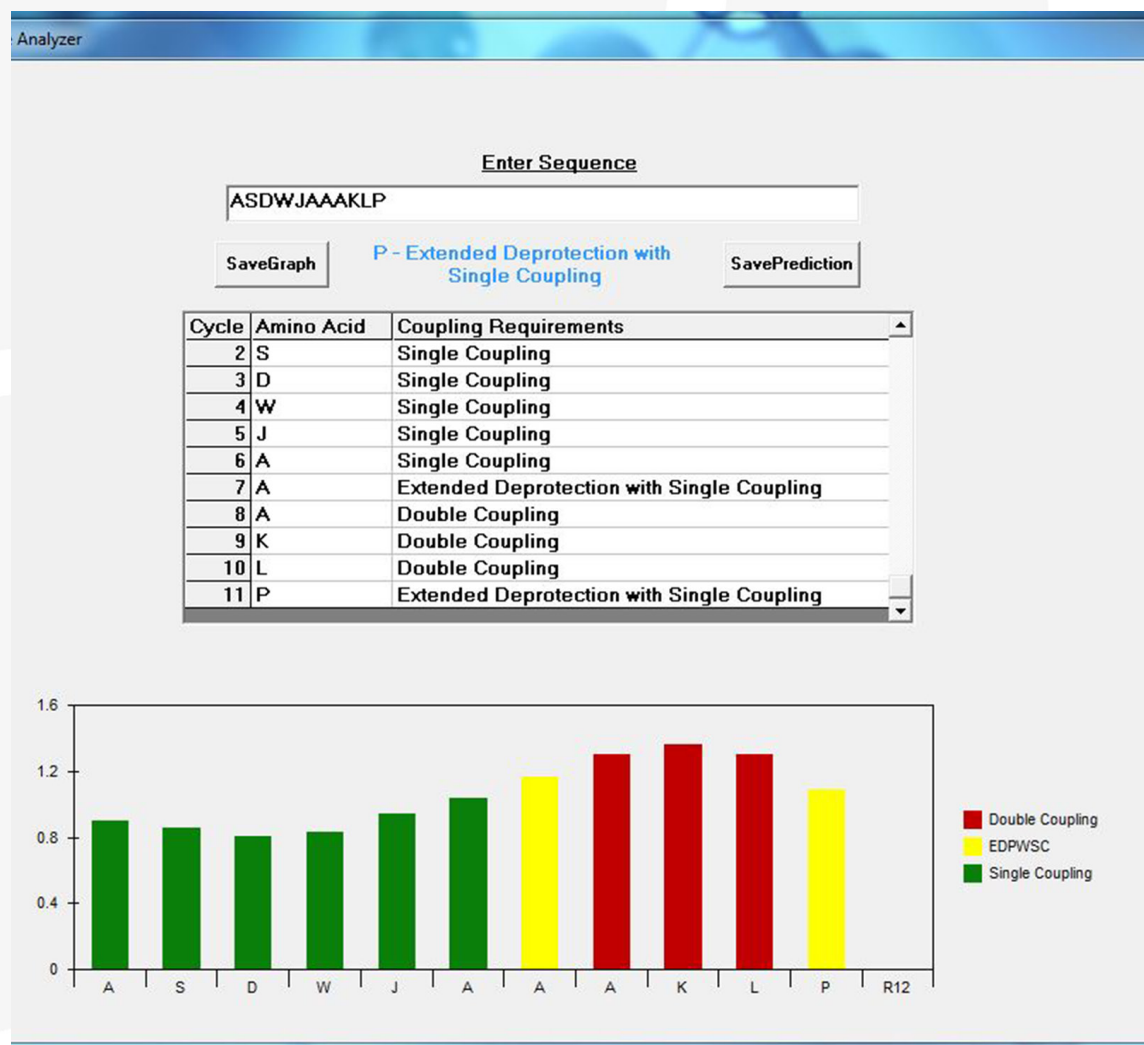 Analyzer
Enter Sequence
ASDWJAAAKLP
SaveGraph
P - Extended Deprotection with
Single Coupling
SavePrediction
Cycle Amino Acid Coupling Requirements
2 S Single Coupling
3 D Single Coupling
4 W Single Coupling
5 J Single Coupling
6 A Single Coupling
7 A Extended Deprotection with Single Coupling
8 A Double Coupling
9 K Double Coupling
10 L Double Coupling
11 P Extended Deprotection with Single Coupling
1.6
1.2
0.8
0.4
0
A S D W J A A A K L P R12
Double Coupling
EDPWSC
Single Coupling